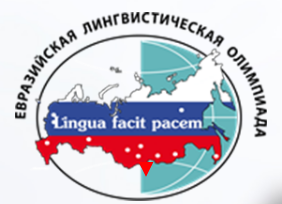 ЕВРАЗИЙСКАЯ ЛИНГВИСТИЧЕСКАЯ ОЛИМПИАДА
Lingua facit pacem